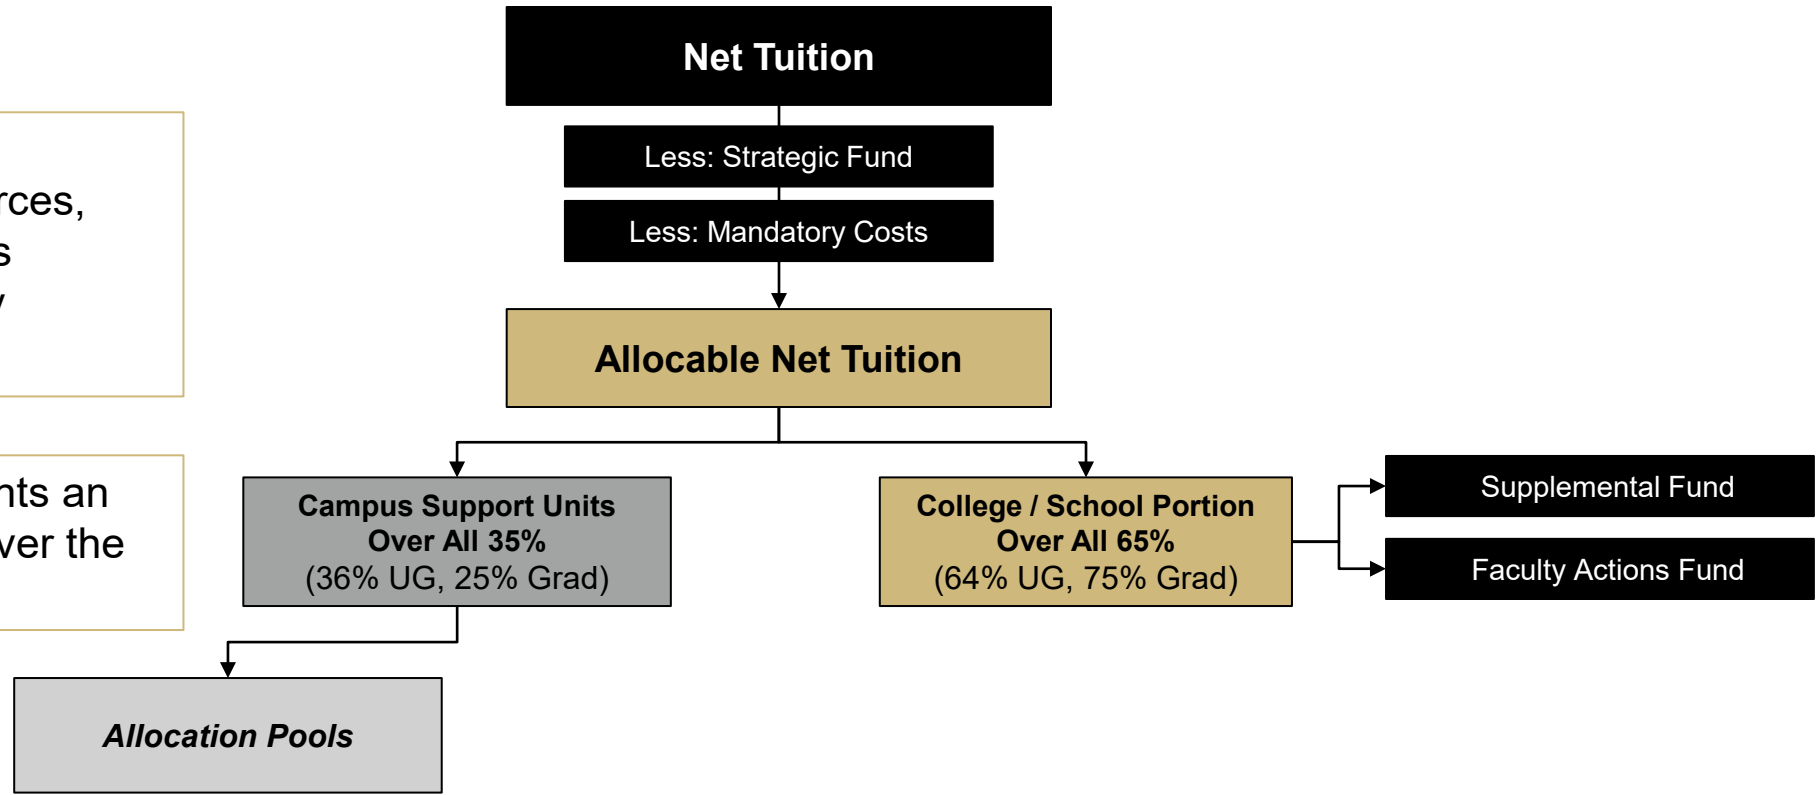 Net Tuition
Less: Strategic Fund
Less: Mandatory Costs
rces,
s
Allocable Net Tuition
nts an
ver the
Campus Support Units
Over All 35%
(36% UG, 25% Grad)
College / School Portion
Over All 65%
(64% UG, 75% Grad)
Supplemental Fund
Faculty Actions Fund
Allocation Pools